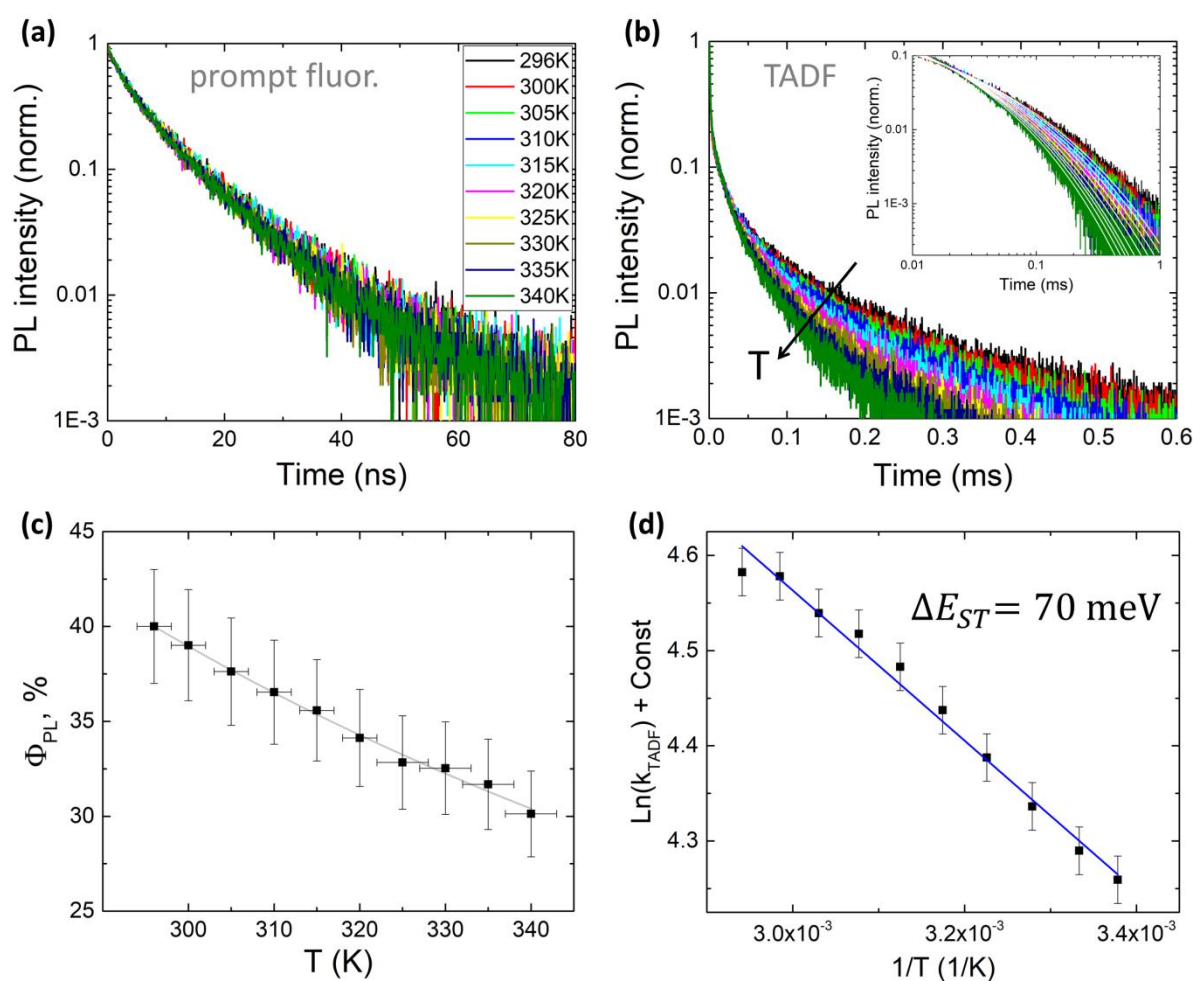 (a)
1
0.1
0.01
1E-3
PL intensity (norm.)
prompt fluor.
296K
300K
305K
310K
315K
320K
325K
330K
335K
340K
0 20 40 60 80
Time (ns)
(b)
1
0.1
0.01
1E-3
PL intensity (norm.)
TADF
T
0.1
0.01
1E-3
PL intensity (norm.)
0.01 0.1 1
Time (ms)
0.0 0.1 0.2 0.3 0.4 0.5 0.6
Time (ms)
(c)
45
40
35
30
25
Φ_PL, %
300 310 320 330 340
T (K)
(d)
4.6
4.5
4.4
4.3
Ln(k_TADF) + Const
ΔE_ST = 70 meV
3.0x10⁻³ 3.2x10⁻³ 3.4x10⁻³
1/T (1/K)